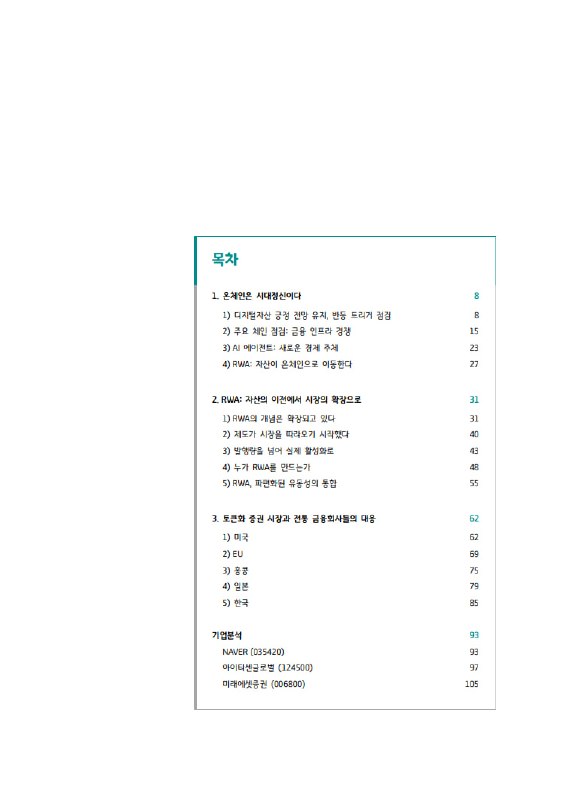 목차
1. 온체인은 시대정신이다 8
1) 디지털자산 긍정 전망 유지, 반등 트리거 점검 8
2) 주요 체인 점검: 금융 인프라 경쟁 15
3) AI 에이전트: 새로운 경제 주체 23
4) RWA: 자산이 온체인으로 이동한다 27
2. RWA: 자산의 이전에서 시장의 확장으로 31
1) RWA의 개념은 확장되고 있다 31
2) 제도가 시장을 따라오기 시작했다 40
3) 발행량을 넘어 실제 활성화로 43
4) 누가 RWA를 만드는가 48
5) RWA, 파편화된 유동성의 통합 55
3. 토큰화 증권 시장과 전통 금융회사들의 대응 62
1) 미국 62
2) EU 69
3) 홍콩 75
4) 일본 79
5) 한국 85
기업분석 93
NAVER (035420) 93
아이티센글로벌 (124500) 97
미래에셋증권 (006800) 105